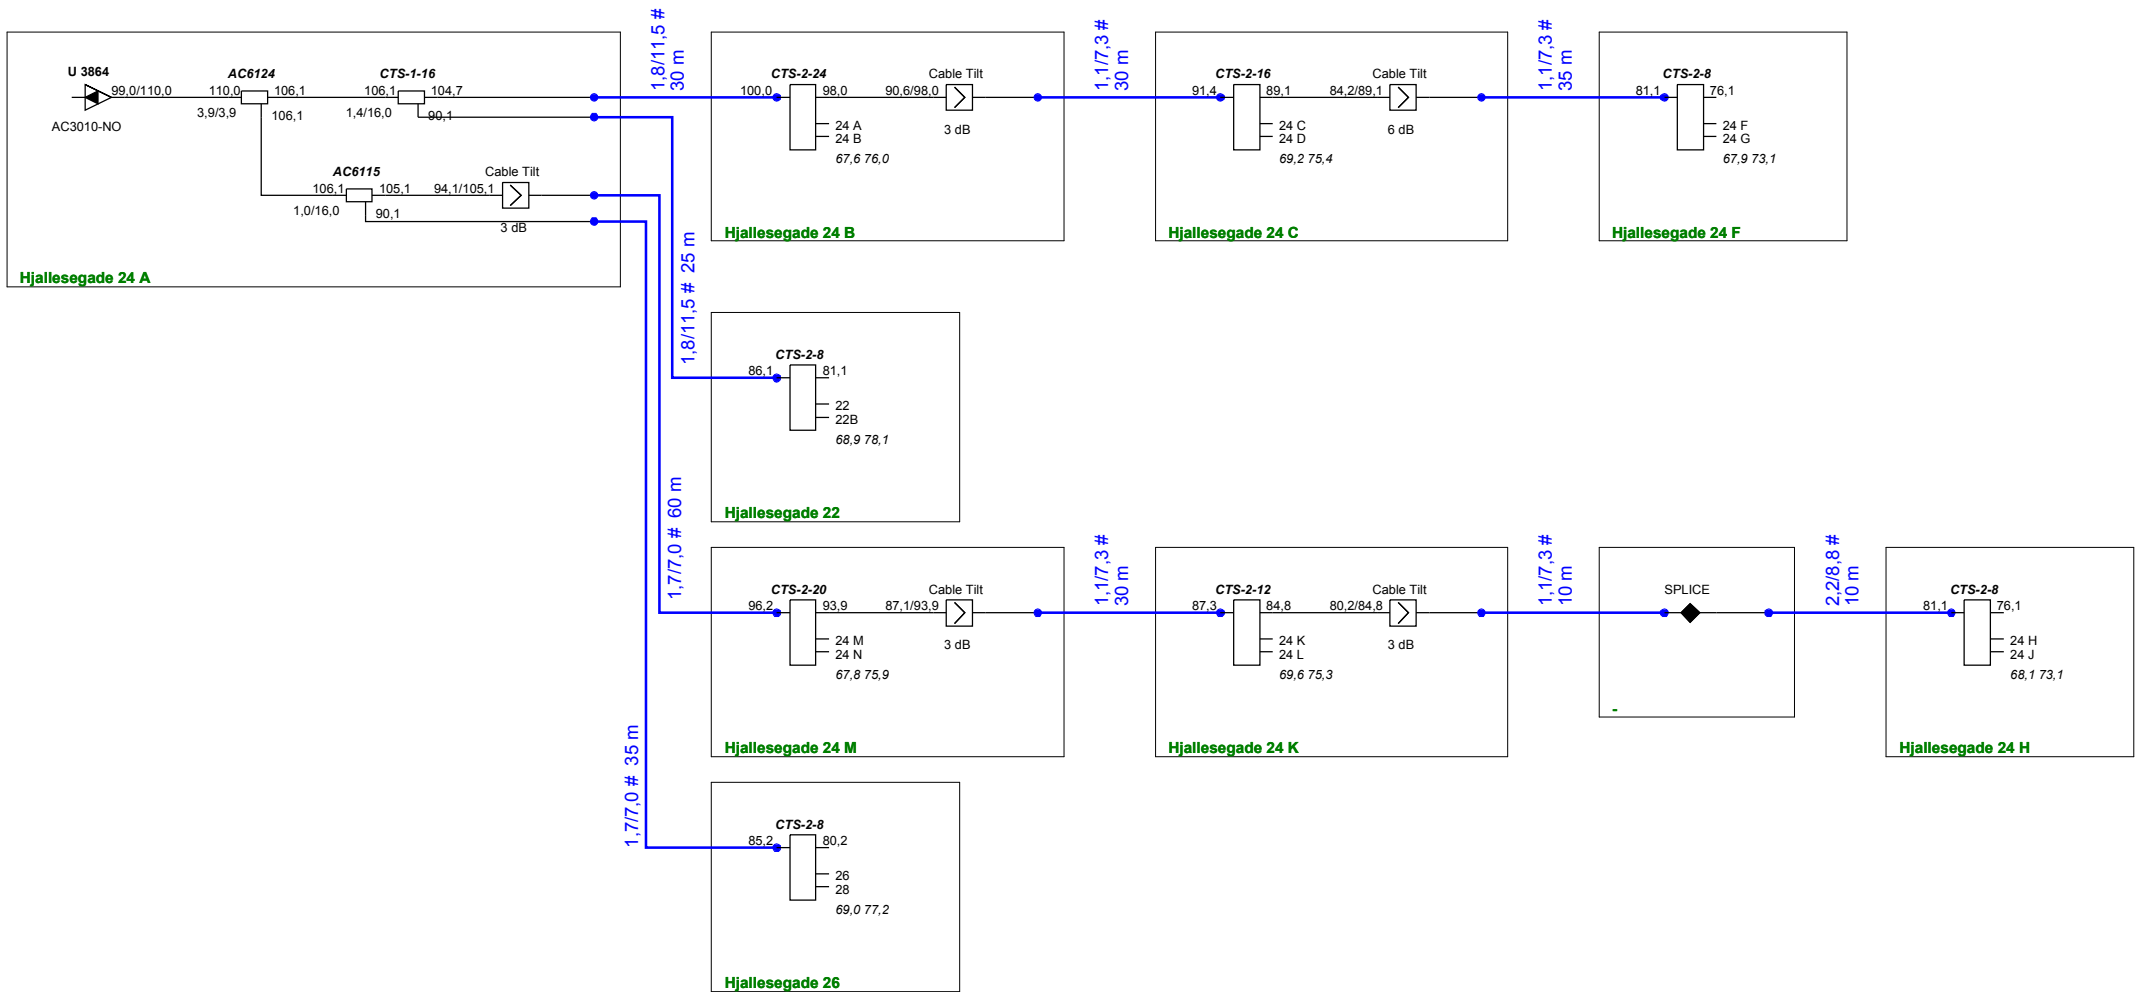 U 3864
99,0/110,0
AC3010-NO
AC6124
110,0
106,1
3,9/3,9
106,1
CTS-1-16
106,1
104,7
1,4/16,0
90,1
AC6115
106,1
105,1
1,0/16,0
90,1
94,1/105,1
Cable Tilt
3 dB
Hjallesegade 24 A
1,8/11,5 #
30 m
CTS-2-24
100,0
98,0
24 A
24 B
67,6 76,0
90,6/98,0
Cable Tilt
3 dB
Hjallesegade 24 B
1,1/7,3 #
30 m
CTS-2-16
91,4
89,1
24 C
24 D
69,2 75,4
84,2/89,1
Cable Tilt
6 dB
Hjallesegade 24 C
1,1/7,3 #
35 m
CTS-2-8
81,1
76,1
24 F
24 G
67,9 73,1
Hjallesegade 24 F
1,8/11,5 # 25 m
CTS-2-8
86,1
81,1
22
22B
68,9 78,1
Hjallesegade 22
1,7/7,0 # 60 m
CTS-2-20
96,2
93,9
24 M
24 N
67,8 75,9
87,1/93,9
Cable Tilt
3 dB
Hjallesegade 24 M
1,1/7,3 #
30 m
CTS-2-12
87,3
84,8
24 K
24 L
69,6 75,3
80,2/84,8
Cable Tilt
3 dB
Hjallesegade 24 K
1,1/7,3 #
10 m
SPLICE
-
2,2/8,8 #
10 m
CTS-2-8
81,1
76,1
24 H
24 J
68,1 73,1
Hjallesegade 24 H
1,7/7,0 # 35 m
CTS-2-8
85,2
80,2
26
28
69,0 77,2
Hjallesegade 26